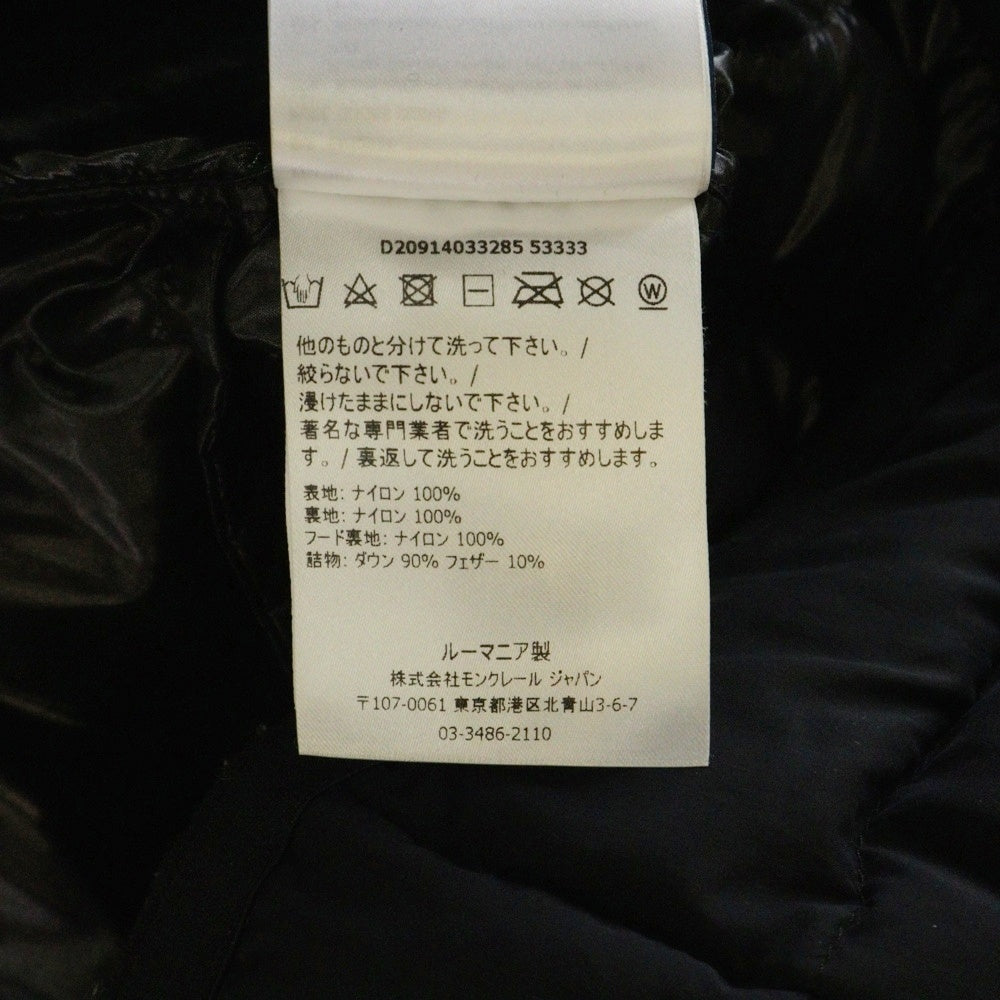 D20914033285 53333
W
他のものと分けて洗って下さい。/
絞らないで下さい。/
浸けたままにしないで下さい。/
著名な専門業者で洗うことをおすすめしま
す。/ 裏返して洗うことをおすすめします。
表地: ナイロン 100%
裏地: ナイロン 100%
フード裏地: ナイロン 100%
詰物: ダウン 90% フェザー 10%
ルーマニア製
株式会社モンクレール ジャパン
〒107-0061 東京都港区北青山3-6-7
03-3486-2110